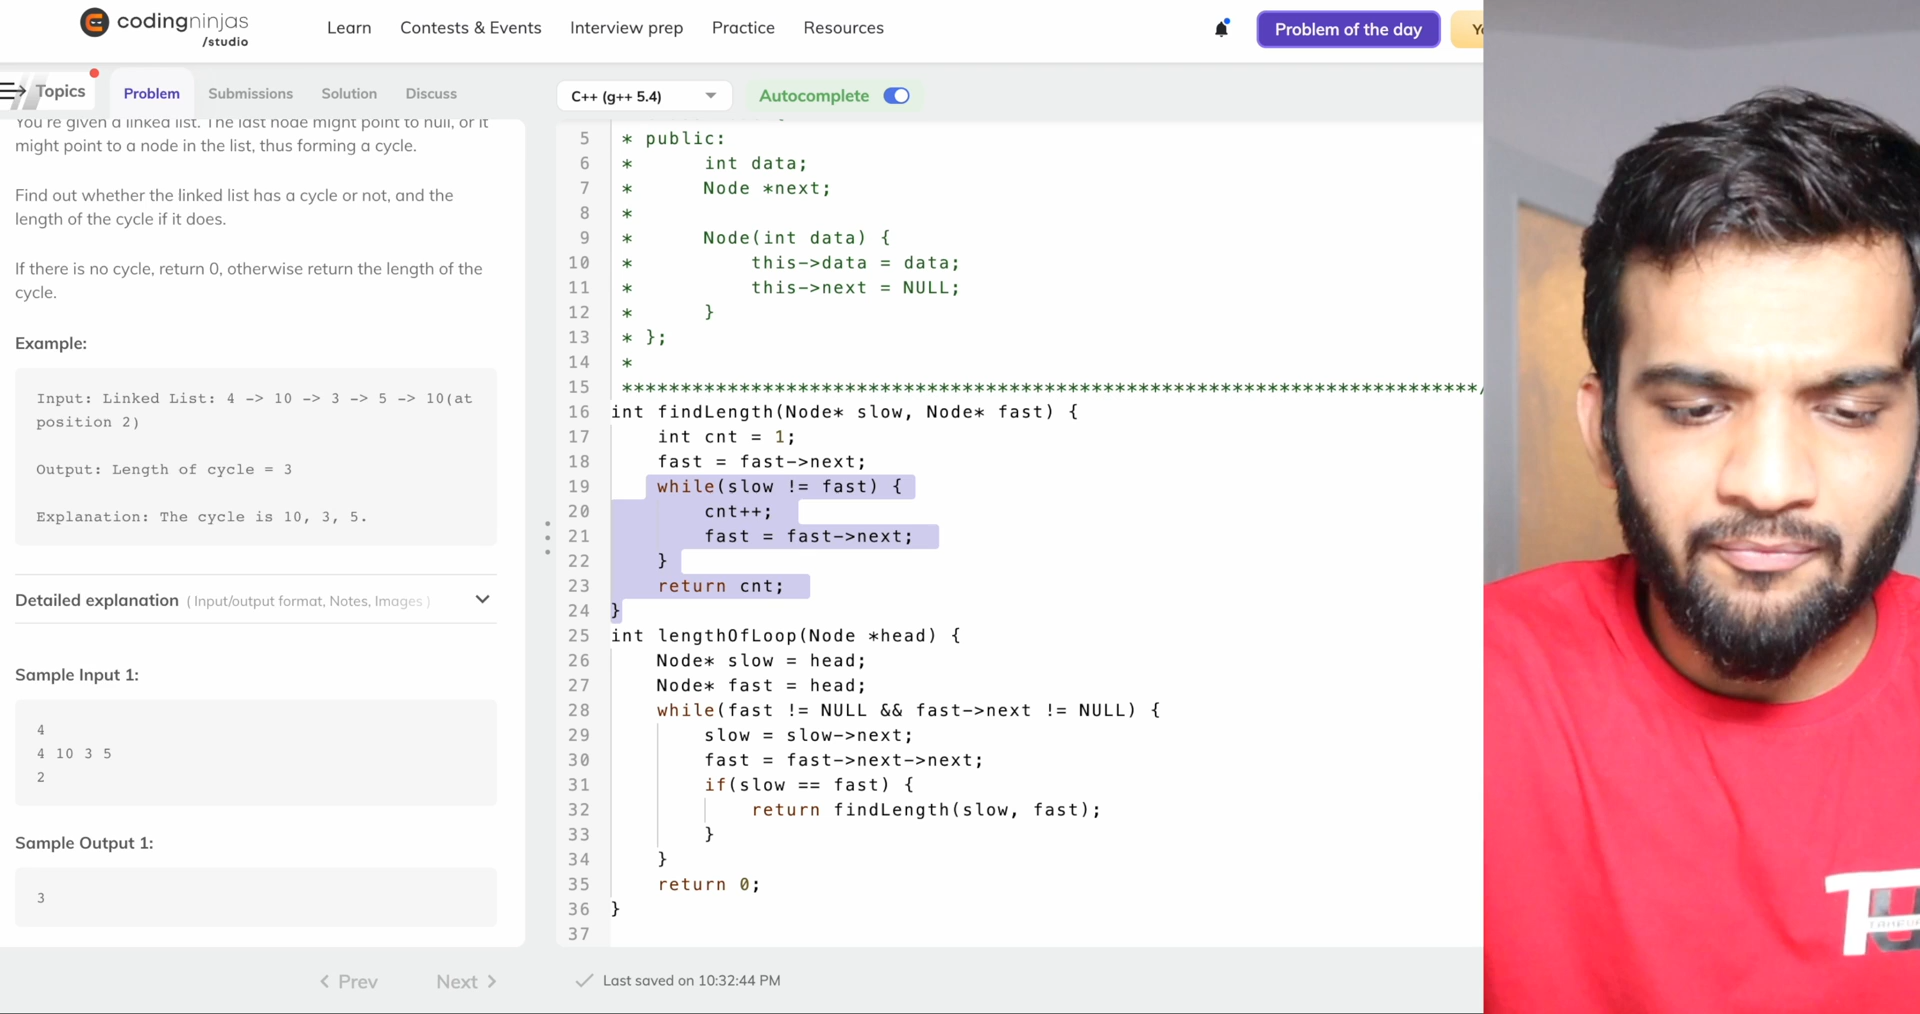 codingninjas
/studio
Learn
Contests & Events
Interview prep
Practice
Resources
Problem of the day
Topics
Problem
Submissions
Solution
Discuss
C++ (g++ 5.4)
Autocomplete
You're given a linked list. The last node might point to null, or it
might point to a node in the list, thus forming a cycle.
Find out whether the linked list has a cycle or not, and the
length of the cycle if it does.
If there is no cycle, return 0, otherwise return the length of the
cycle.
Example:
Input: Linked List: 4 -> 10 -> 3 -> 5 -> 10(at
position 2)
Output: Length of cycle = 3
Explanation: The cycle is 10, 3, 5.
Detailed explanation ( Input/output format, Notes, Images )
Sample Input 1:
4
4 10 3 5
2
Sample Output 1:
3
Prev
Next
5 * public:
6 * int data;
7 * Node *next;
8 *
9 * Node(int data) {
10 * this->data = data;
11 * this->next = NULL;
12 * }
13 * };
14 *
15 *************************************************************************/
16 int findLength(Node* slow, Node* fast) {
17 int cnt = 1;
18 fast = fast->next;
19 while(slow != fast) {
20 cnt++;
21 fast = fast->next;
22 }
23 return cnt;
24 }
25 int lengthOfLoop(Node *head) {
26 Node* slow = head;
27 Node* fast = head;
28 while(fast != NULL && fast->next != NULL) {
29 slow = slow->next;
30 fast = fast->next->next;
31 if(slow == fast) {
32 return findLength(slow, fast);
33 }
34 }
35 return 0;
36 }
37
Last saved on 10:32:44 PM